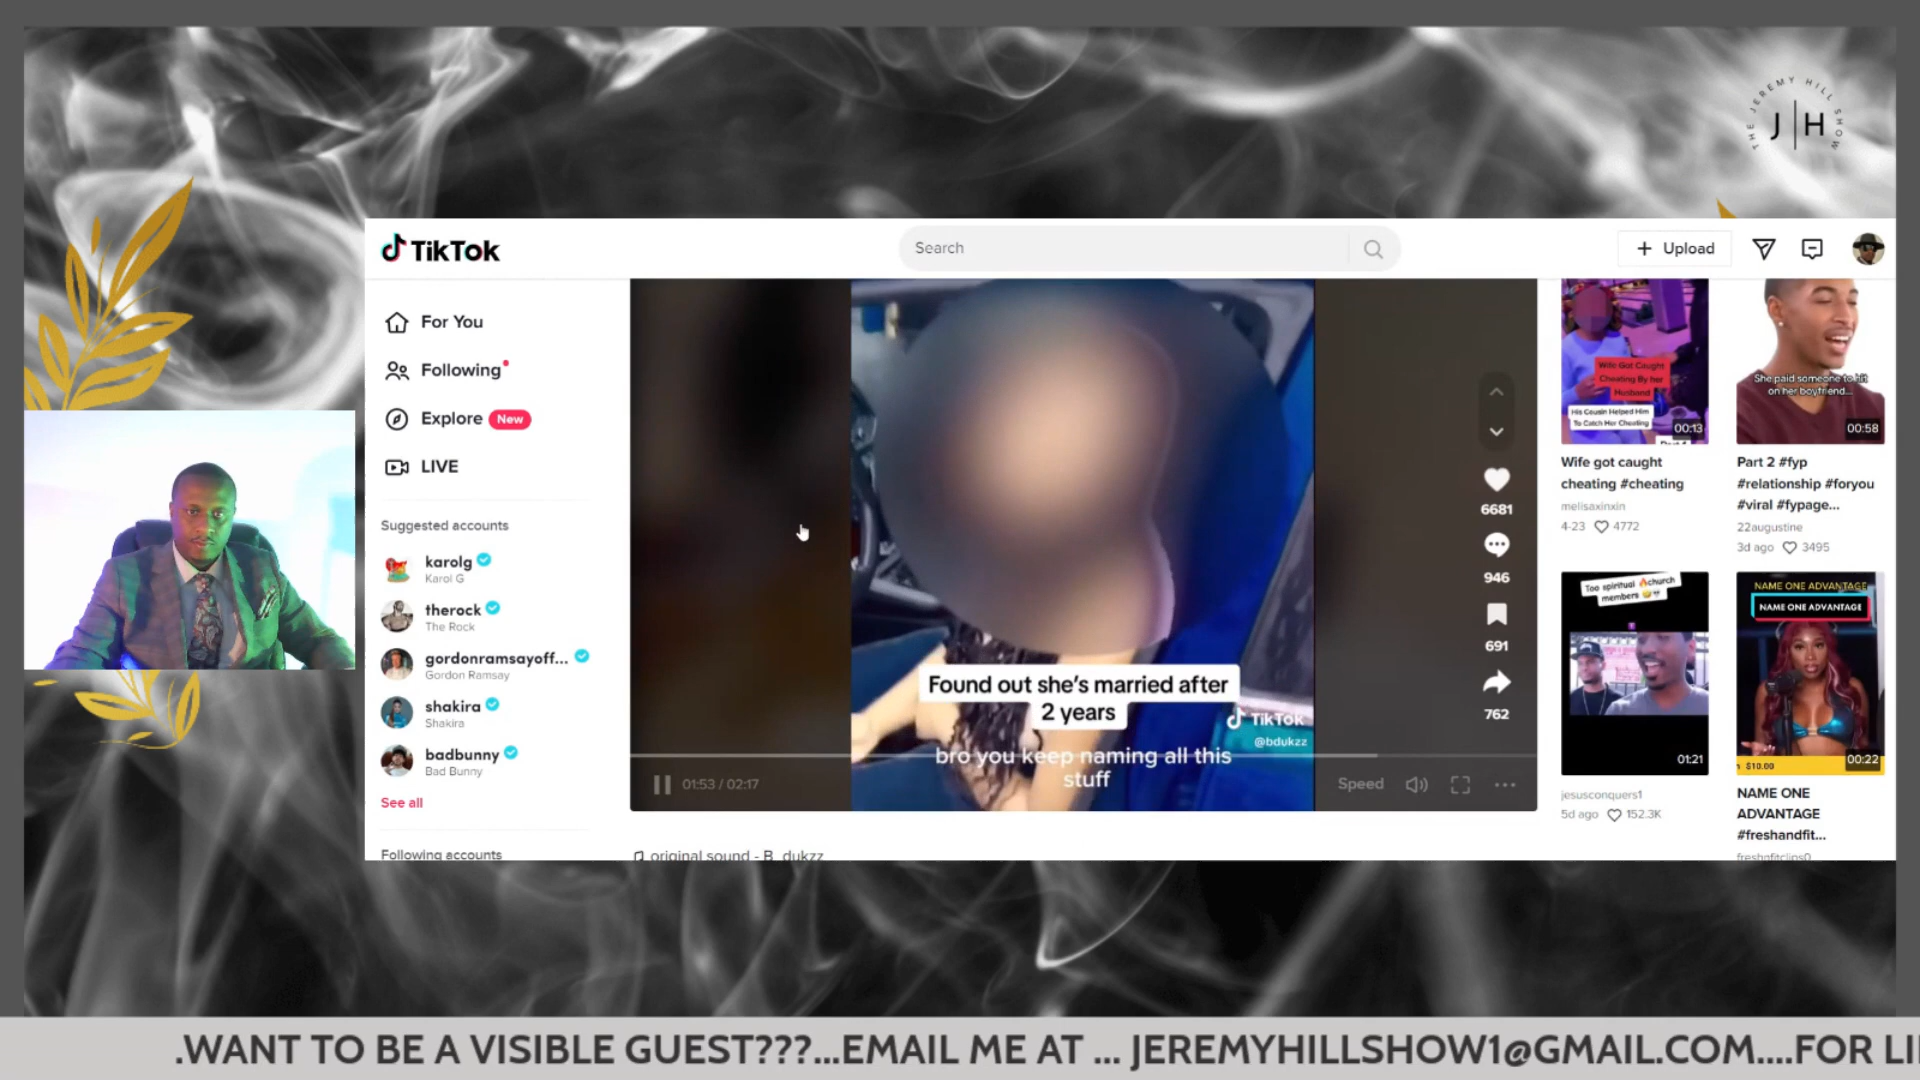 THE JEREMY HILL SHOW
J | H
TikTok
Search
+ Upload
For You
Following
Explore New
LIVE
Suggested accounts
karolg
Karol G
therock
The Rock
gordonramsayoff...
Gordon Ramsay
shakira
Shakira
badbunny
Bad Bunny
See all
Following accounts
Found out she's married after
2 years
bro you keep naming all this
stuff
TikTok
@bdukzz
01:53 / 02:17
Speed
6681
946
691
762
original sound - B_dukzz
Wife Got Caught
Cheating By her
Husband
His Cousin Helped Him
To Catch Her Cheating
00:13
Wife got caught
cheating #cheating
melisaxinxin
4-23 4772
She paid someone to hit
on her boyfriend...
00:58
Part 2 #fyp
#relationship #foryou
#viral #fypage...
22augustine
3d ago 3495
Too spiritual church
members
01:21
jesusconquers1
5d ago 152.3K
NAME ONE ADVANTAGE
NAME ONE ADVANTAGE
$10.00
00:22
NAME ONE
ADVANTAGE
#freshandfit...
freshnfitclips0
.WANT TO BE A VISIBLE GUEST???...EMAIL ME AT ... JEREMYHILLSHOW1@GMAIL.COM....FOR LI